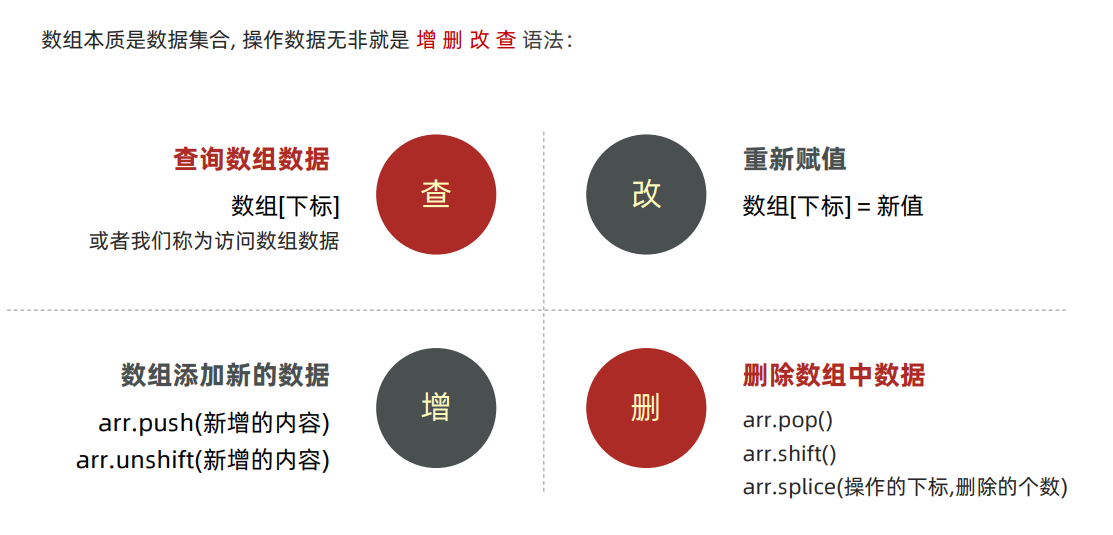 数组本质是数据集合, 操作数据无非就是 增 删 改 查 语法：
查询数组数据
数组[下标]
或者我们称为访问数组数据
查
改
重新赋值
数组[下标] = 新值
数组添加新的数据
arr.push(新增的内容)
arr.unshift(新增的内容)
增
删
删除数组中数据
arr.pop()
arr.shift()
arr.splice(操作的下标,删除的个数)